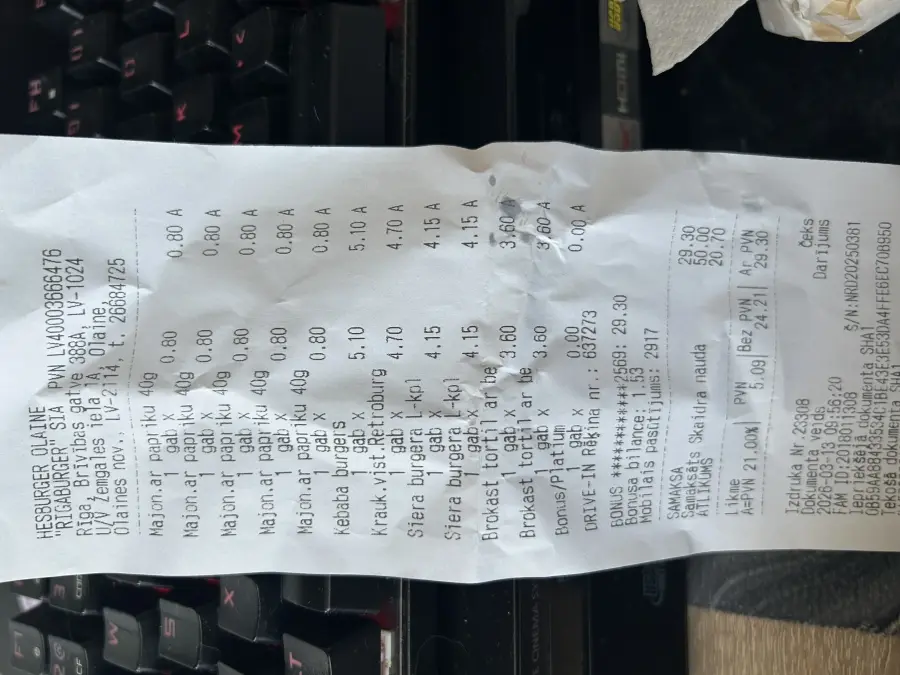 HESBURGER OLAINE
"RIGABURGER" SIA PVN LV40003666476
Rīga, Brīvības gatve 388A, LV-1024
U/V Zemgales iela 1A, Olaine,
Olaines nov., LV-2114, t. 26684725
Majon.ar papriku 40g
1 gab x 0.80 0.80 A
Majon.ar papriku 40g
1 gab x 0.80 0.80 A
Majon.ar papriku 40g
1 gab x 0.80 0.80 A
Majon.ar papriku 40g
1 gab x 0.80 0.80 A
Majon.ar papriku 40g
1 gab x 0.80 0.80 A
Kebaba burgers
1 gab x 5.10 5.10 A
Krauk.vist.Retroburg
1 gab x 4.70 4.70 A
Siera burgera L-kpl
1 gab x 4.15 4.15 A
Siera burgera L-kpl
1 gab x 4.15 4.15 A
Brokast tortil ar be
1 gab x 3.60 3.60 A
Brokast tortil ar be
1 gab x 3.60 3.60 A
Bonus/Platium
1 gab x 0.00 0.00 A
DRIVE-IN Rēķina nr.: 637273
BONUS ************2569: 29.30
Bonusa bilance: 1.53
Mobilais pasūtījums: 2917
SAMAKSA 29.30
Samaksāts Skaidra nauda 50.00
ATLIKUMS 20.70
Likme | PVN |Bez PVN |Ar PVN
A=PVN 21.00%| 5.09| 24.21| 29.30
Izdruka Nr.23308
Dokumenta veids Čeks
2026-03-13 09:56:20 Darījums
FAM ID:2018011308 S/N:NRD20250381
Iepriekšējā dokumenta SHA1
Tekošā dokumenta SHA1
HDMI